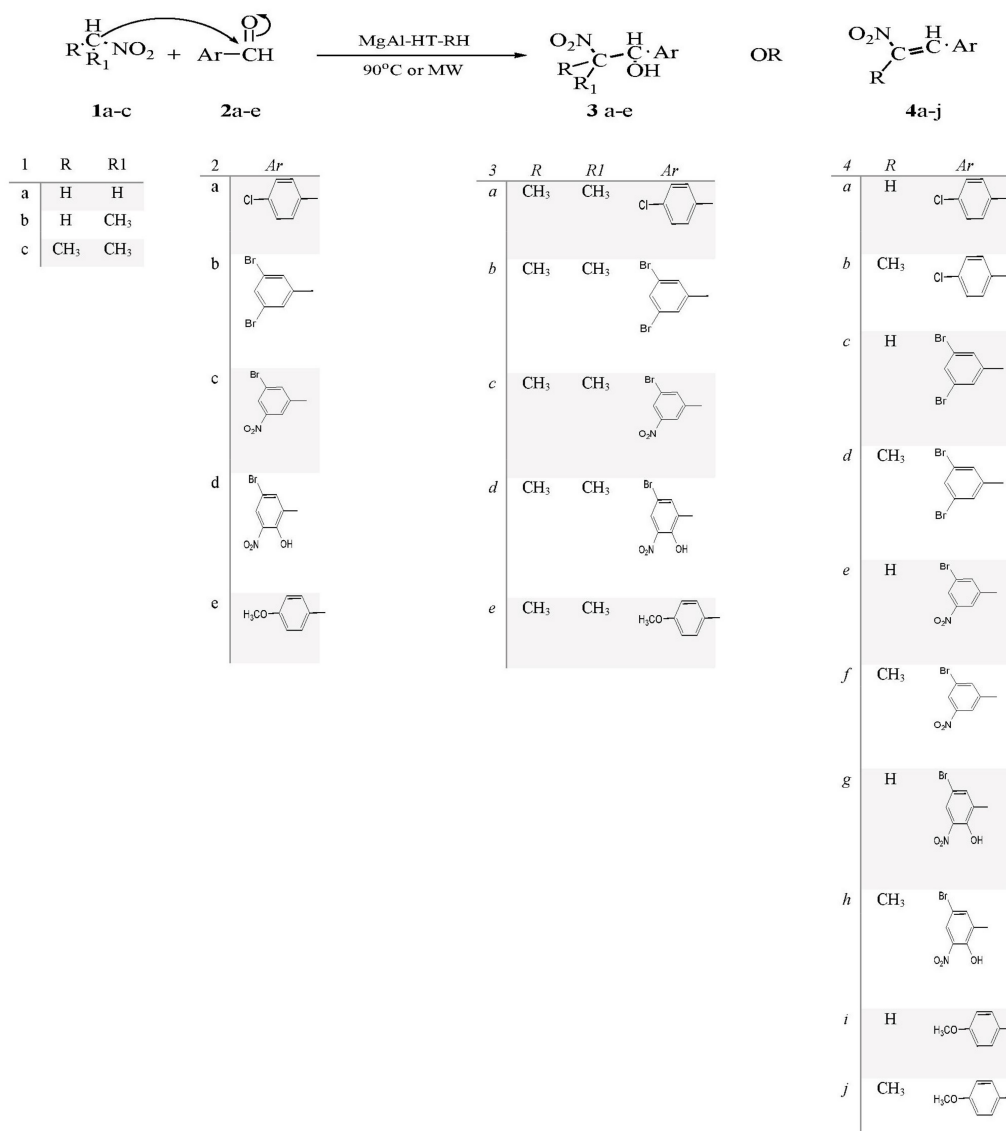 H O
R C NO₂ + Ar CH MgAl-HT-RH O₂N H
R₁ C C Ar OR O₂N H
90°C or MW R R₁ OH C=C Ar
R
1a-c 2a-e 3 a-e 4a-j
1 R R1
a H H
b H CH₃
c CH₃ CH₃
2 Ar
a Cl
b Br
Br
c Br
O₂N
d Br
O₂N OH
e H₃CO
3 R R1 Ar
a CH₃ CH₃ Cl
b CH₃ CH₃ Br
Br
c CH₃ CH₃ Br
O₂N
d CH₃ CH₃ Br
O₂N OH
e CH₃ CH₃ H₃CO
4 R Ar
a H Cl
b CH₃ Cl
c H Br
Br
d CH₃ Br
Br
e H Br
O₂N
f CH₃ Br
O₂N
g H Br
O₂N OH
h CH₃ Br
O₂N OH
i H H₃CO
j CH₃ H₃CO